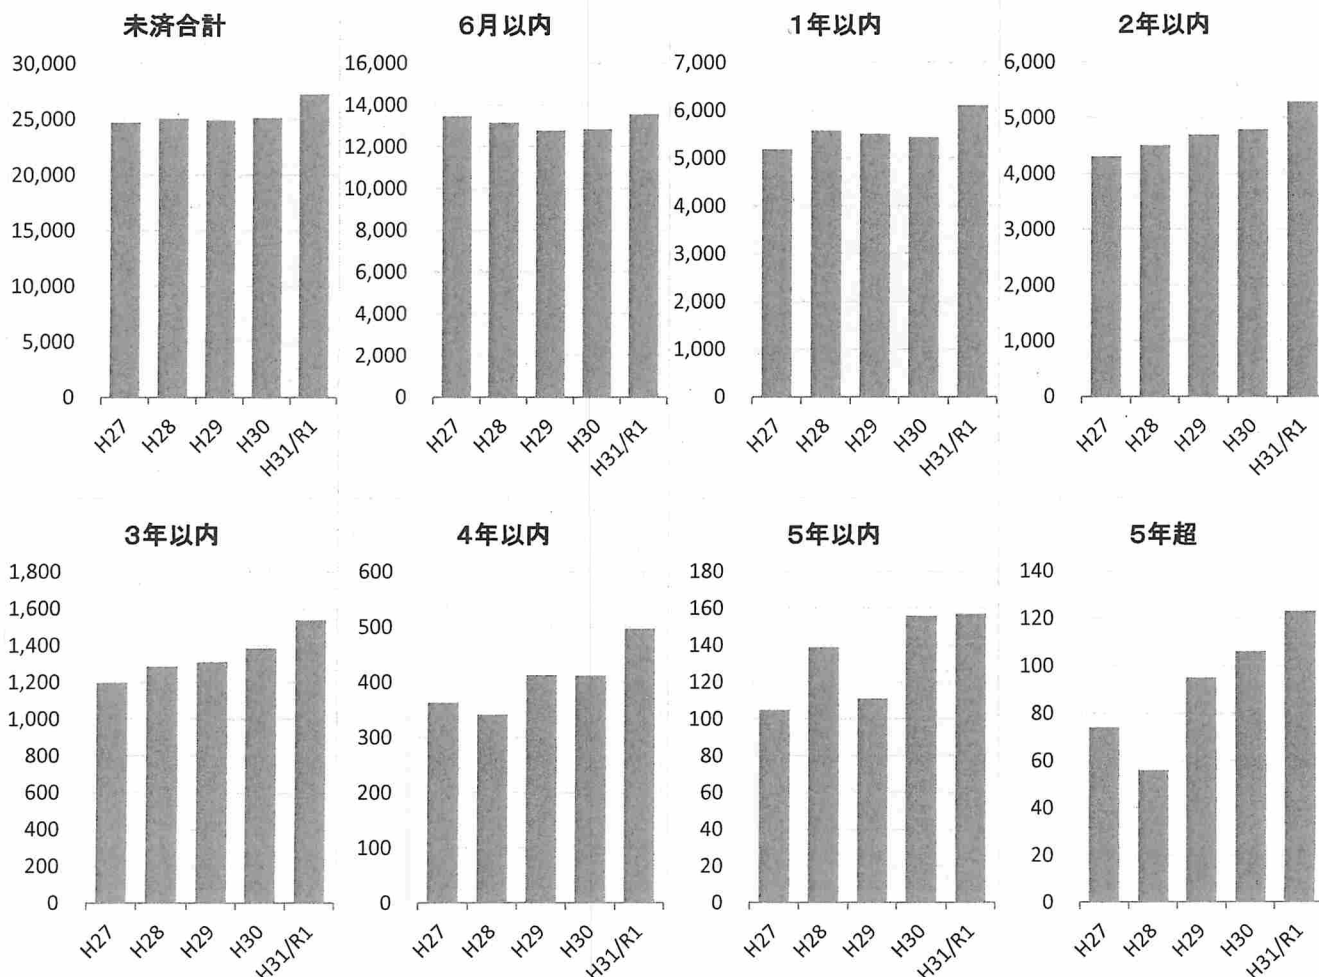 未済合計
30,000
25,000
20,000
15,000
10,000
5,000
0
H27
H28
H29
H30
H31/R1
6月以内
16,000
14,000
12,000
10,000
8,000
6,000
4,000
2,000
0
H27
H28
H29
H30
H31/R1
1年以内
7,000
6,000
5,000
4,000
3,000
2,000
1,000
0
H27
H28
H29
H30
H31/R1
2年以内
6,000
5,000
4,000
3,000
2,000
1,000
0
H27
H28
H29
H30
H31/R1
3年以内
1,800
1,600
1,400
1,200
1,000
800
600
400
200
0
H27
H28
H29
H30
H31/R1
4年以内
600
500
400
300
200
100
0
H27
H28
H29
H30
H31/R1
5年以内
180
160
140
120
100
80
60
40
20
0
H27
H28
H29
H30
H31/R1
5年超
140
120
100
80
60
40
20
0
H27
H28
H29
H30
H31/R1